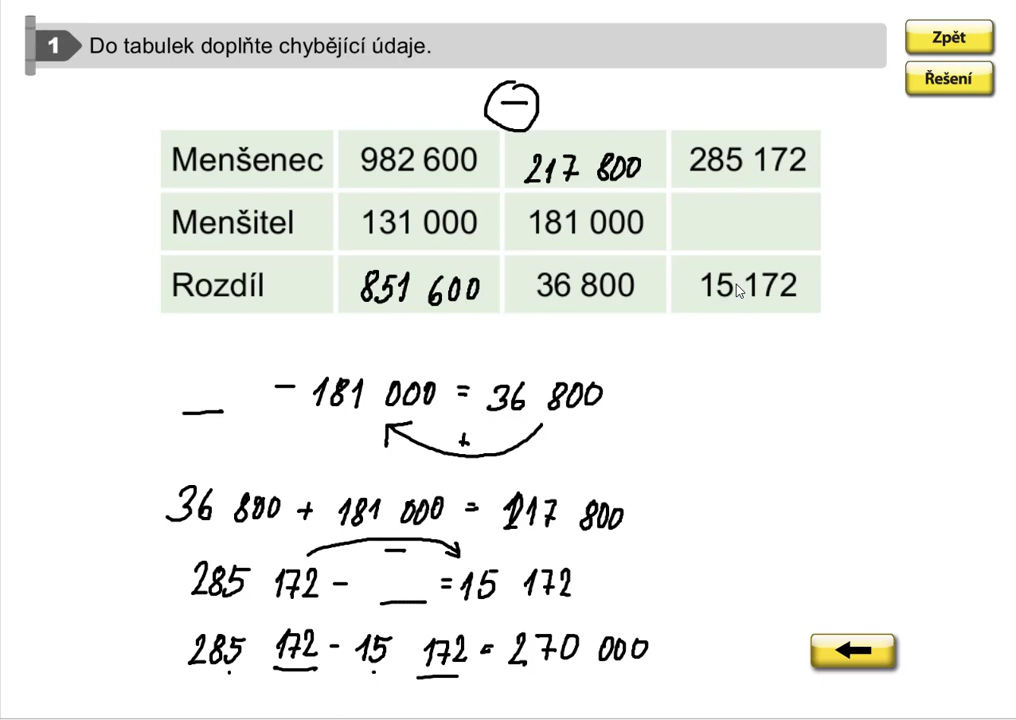 1 Do tabulek doplňte chybějící údaje.
Zpět
Řešení
−
Menšenec 982 600 217 800 285 172
Menšitel 131 000 181 000
Rozdíl 851 600 36 800 15 172
__ - 181 000 = 36 800
+
36 800 + 181 000 = 217 800
−
285 172 - __ = 15 172
285 172 - 15 172 = 270 000